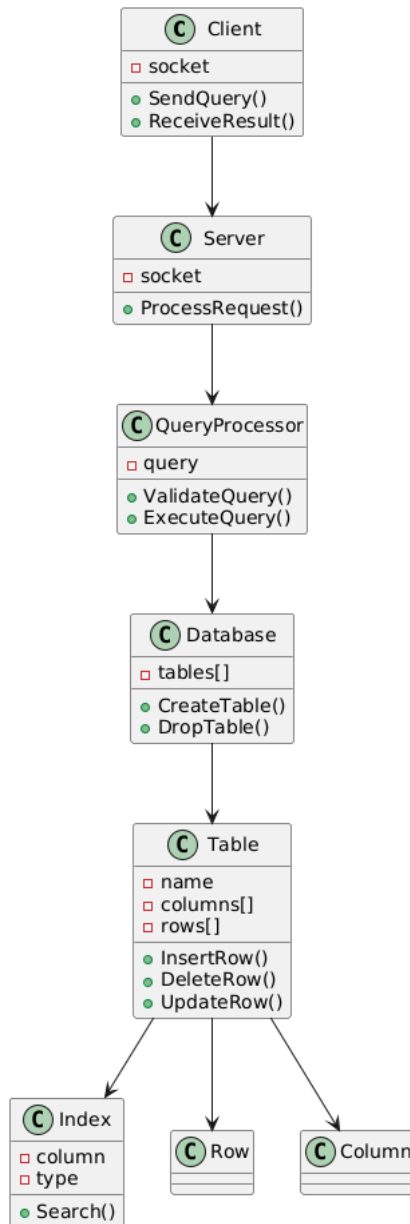 C Client
socket
SendQuery()
ReceiveResult()
C Server
socket
ProcessRequest()
C QueryProcessor
query
ValidateQuery()
ExecuteQuery()
C Database
tables[]
CreateTable()
DropTable()
C Table
name
columns[]
rows[]
InsertRow()
DeleteRow()
UpdateRow()
C Index
column
type
Search()
C Row
C Column